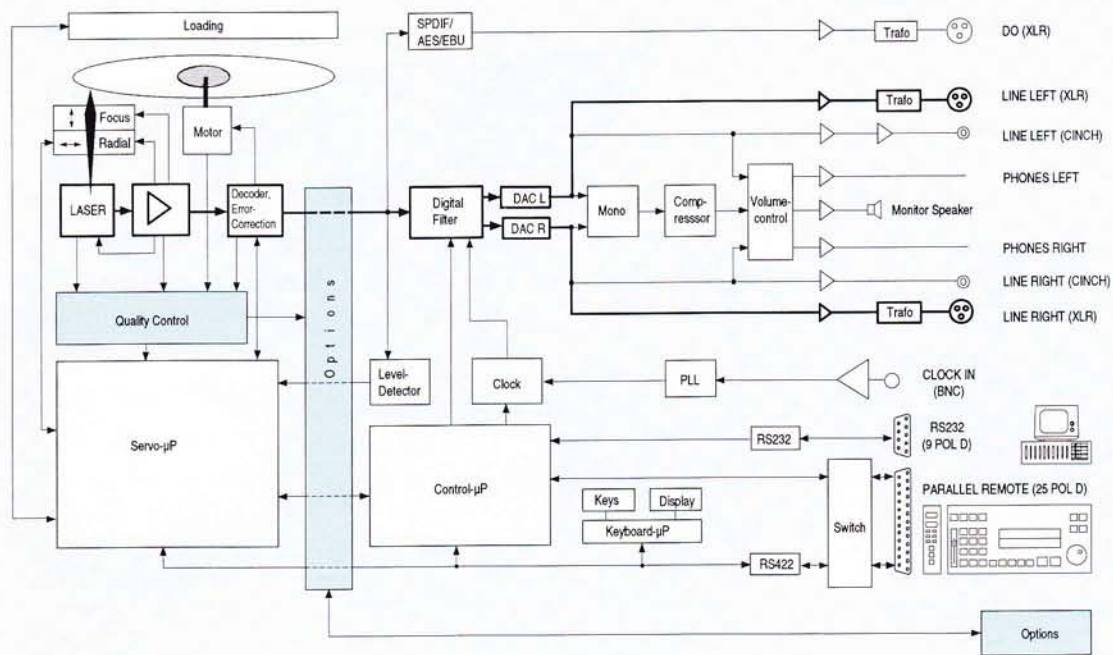 Loading
SPDIF/
AES/EBU
Trafo
DO (XLR)
Focus
Radial
Motor
Trafo
LINE LEFT (XLR)
LINE LEFT (CINCH)
LASER
Decoder,
Error-
Correction
Digital
Filter
DAC L
DAC R
Mono
Comp-
resssor
Volume-
control
PHONES LEFT
Monitor Speaker
PHONES RIGHT
LINE RIGHT (CINCH)
Trafo
LINE RIGHT (XLR)
Quality Control
Options
Level-
Detector
Clock
PLL
CLOCK IN
(BNC)
Servo-µP
Control-µP
RS232
RS232
(9 POL D)
Keys
Display
Keyboard-µP
Switch
PARALLEL REMOTE (25 POL D)
RS422
Options